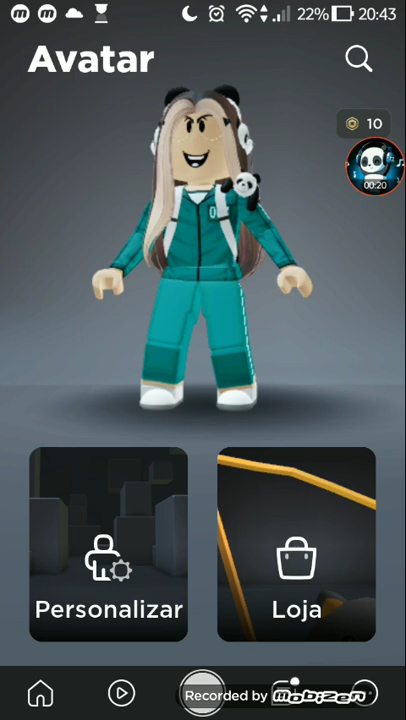 22% 20:43
Avatar
10
00:20
Personalizar
Loja
Recorded by mobizen